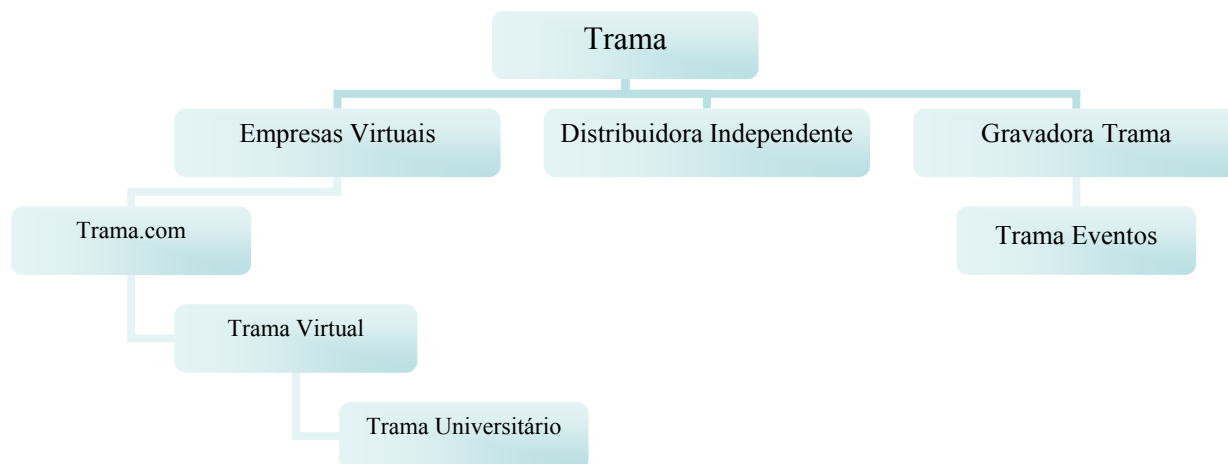 Trama
Empresas Virtuais
Distribuidora Independente
Gravadora Trama
Trama.com
Trama Eventos
Trama Virtual
Trama Universitário